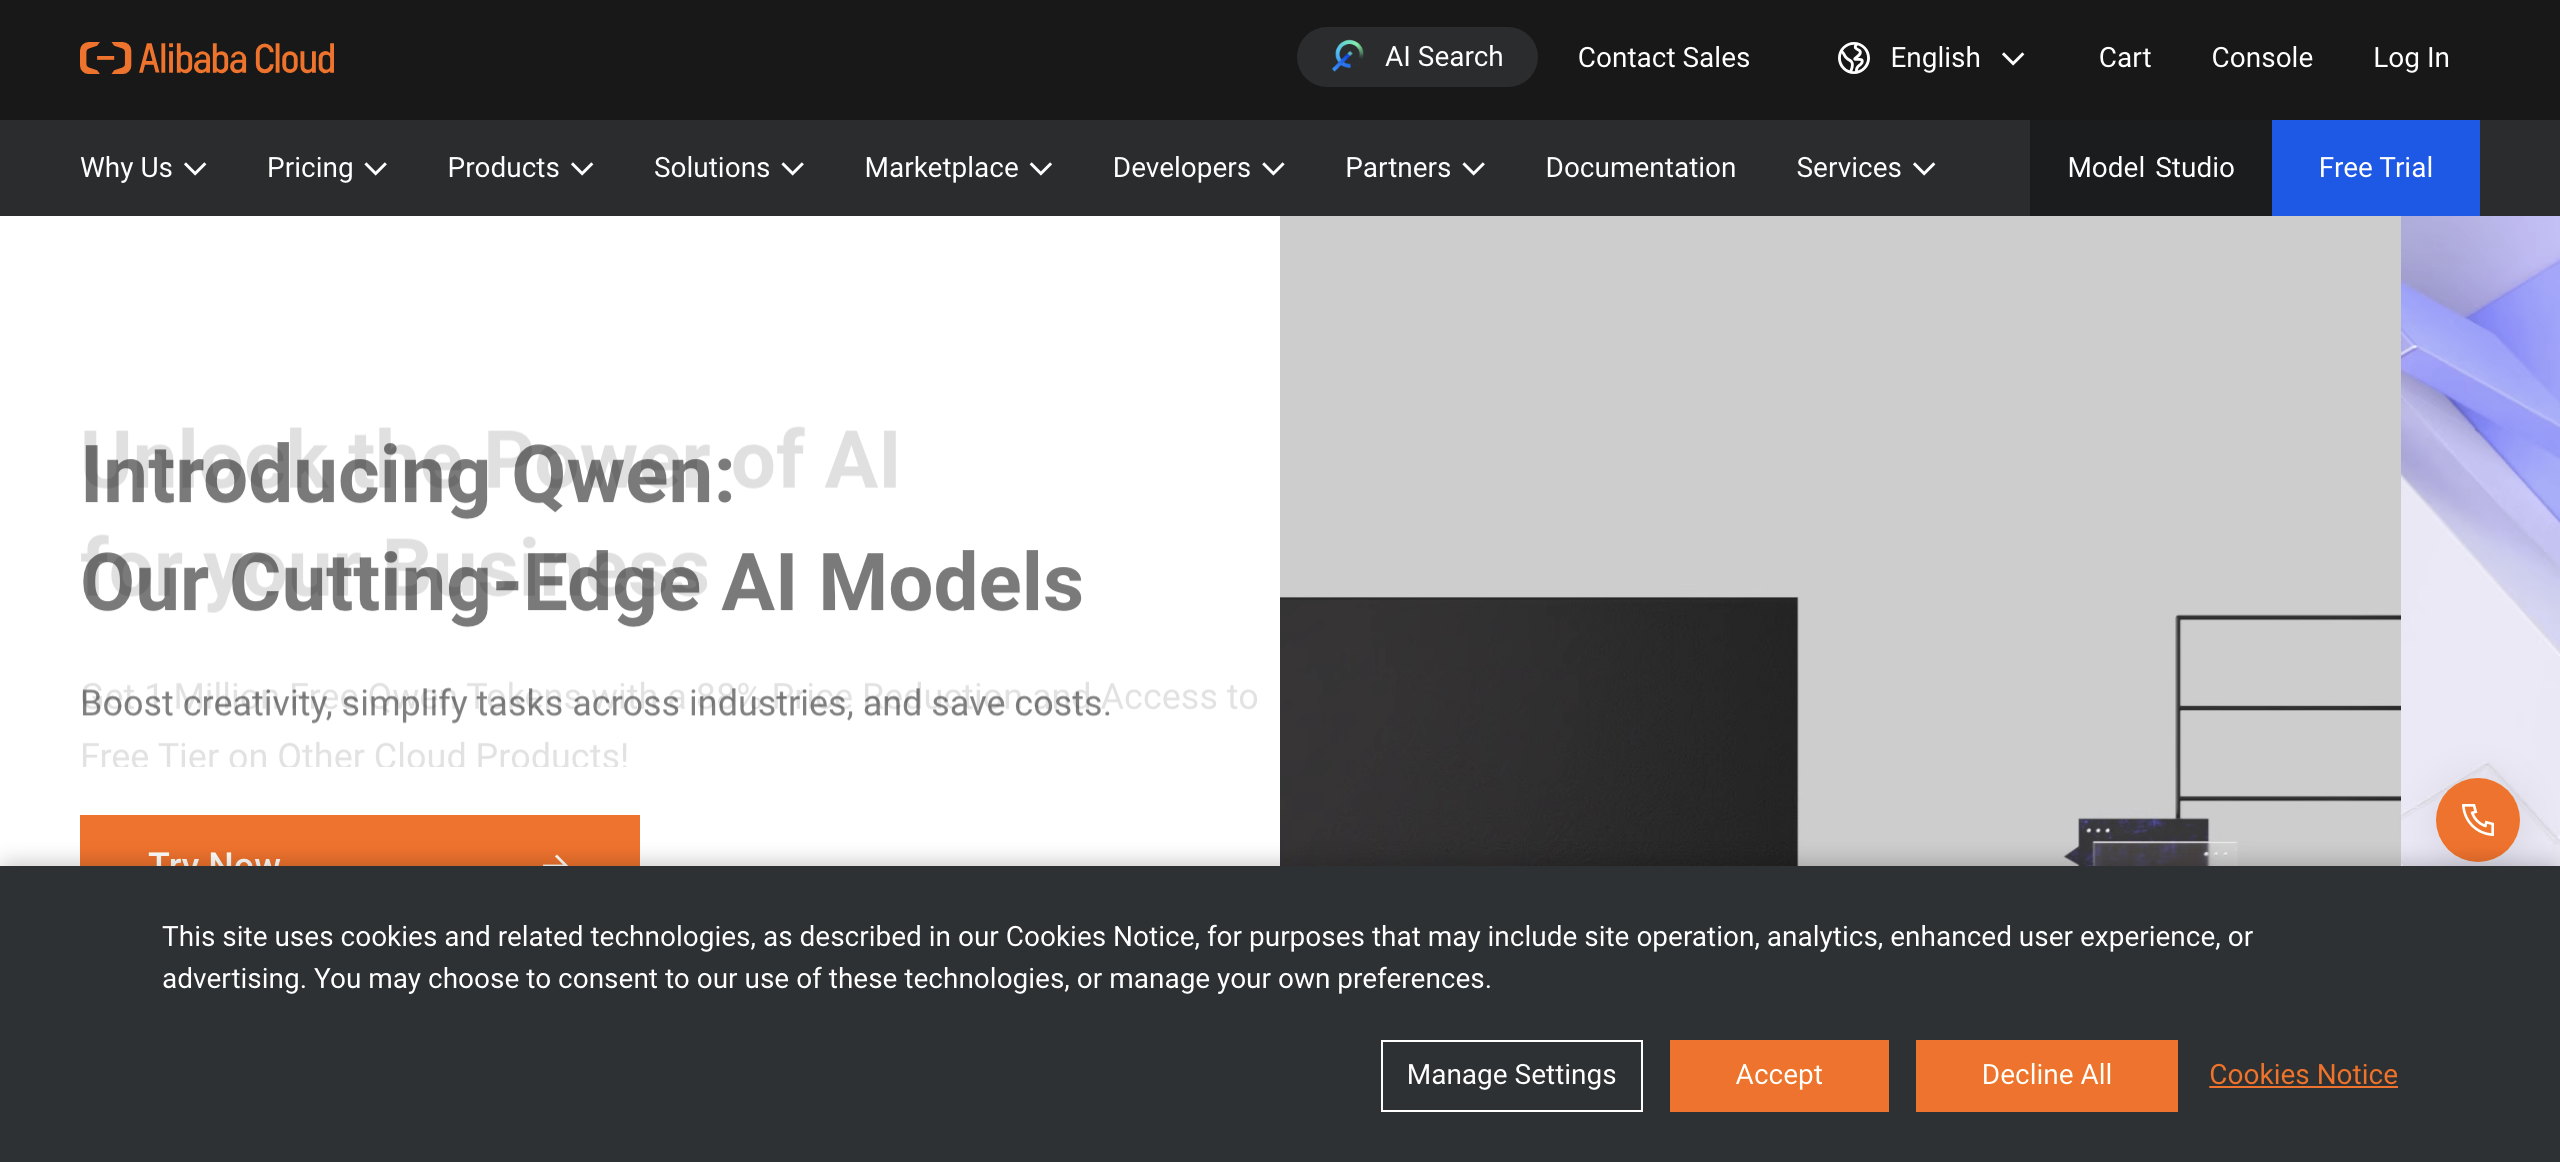 Alibaba Cloud
AI Search
Contact Sales
English
Cart
Console
Log In
Why Us
Pricing
Products
Solutions
Marketplace
Developers
Partners
Documentation
Services
Model Studio
Free Trial
Unlock the Power of AI
for your Business
Introducing Qwen:
Our Cutting-Edge AI Models
Get 1 Million Free Qwen Tokens with a 88% Price Reduction and Access to
Free Tier on Other Cloud Products!
Boost creativity, simplify tasks across industries, and save costs.
Try Now
This site uses cookies and related technologies, as described in our Cookies Notice, for purposes that may include site operation, analytics, enhanced user experience, or
advertising. You may choose to consent to our use of these technologies, or manage your own preferences.
Manage Settings
Accept
Decline All
Cookies Notice